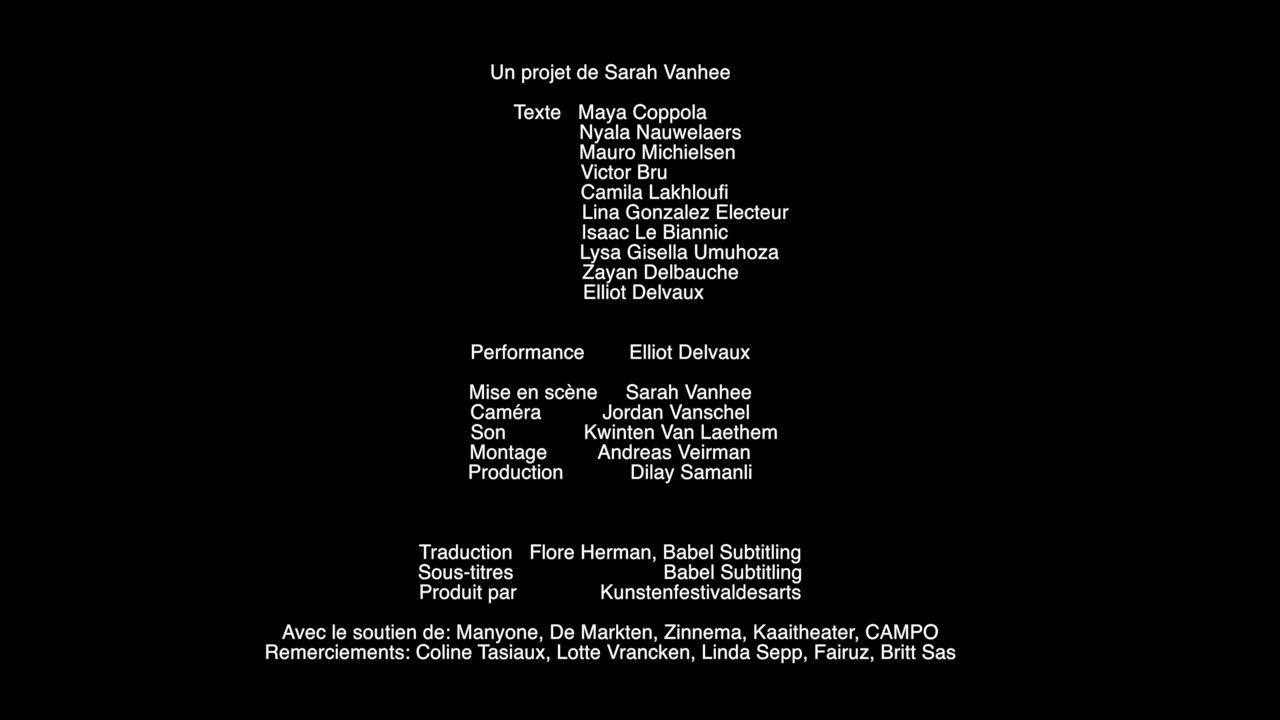 Un projet de Sarah Vanhee
Texte Maya Coppola
Nyala Nauwelaers
Mauro Michielsen
Victor Bru
Camila Lakhloufi
Lina Gonzalez Electeur
Isaac Le Biannic
Lysa Gisella Umuhoza
Zayan Delbauche
Elliot Delvaux
Performance Elliot Delvaux
Mise en scène Sarah Vanhee
Caméra Jordan Vanschel
Son Kwinten Van Laethem
Montage Andreas Veirman
Production Dilay Samanli
Traduction Flore Herman, Babel Subtitling
Sous-titres Babel Subtitling
Produit par Kunstenfestivaldesarts
Avec le soutien de: Manyone, De Markten, Zinnema, Kaaitheater, CAMPO
Remerciements: Coline Tasiaux, Lotte Vrancken, Linda Sepp, Fairuz, Britt Sas